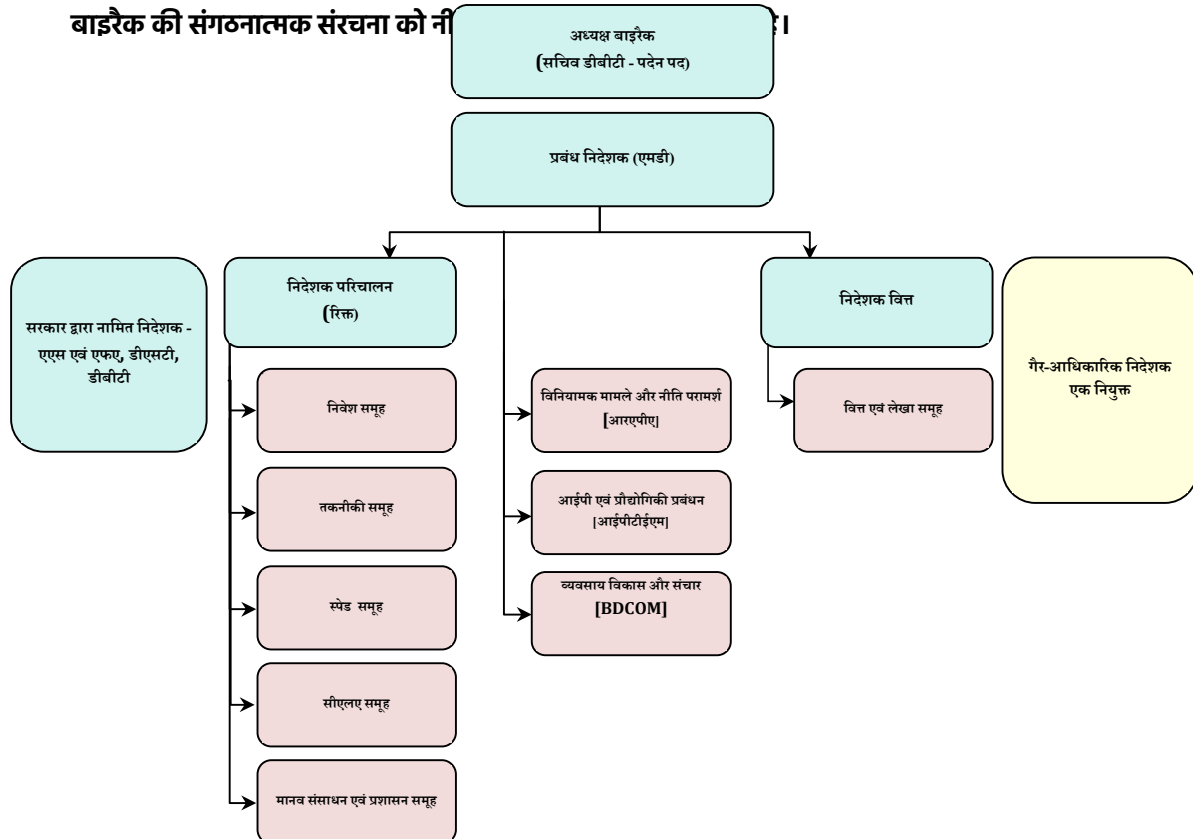 बाइरैक की संगठनात्मक संरचना को नी
है।
अध्यक्ष बाइरैक
(सचिव डीबीटी - पदेन पद)
प्रबंध निदेशक (एमडी)
सरकार द्वारा नामित निदेशक -
एएस एवं एफए, डीएसटी,
डीबीटी
निदेशक परिचालन
(रिक्त)
निवेश समूह
तकनीकी समूह
स्पेड समूह
सीएलए समूह
मानव संसाधन एवं प्रशासन समूह
विनियामक मामले और नीति परामर्श
[आरएपीए]
आईपी एवं प्रौद्योगिकी प्रबंधन
[आईपीटीईएम]
व्यवसाय विकास और संचार
[BDCOM]
निदेशक वित्त
वित्त एवं लेखा समूह
गैर-आधिकारिक निदेशक
एक नियुक्त